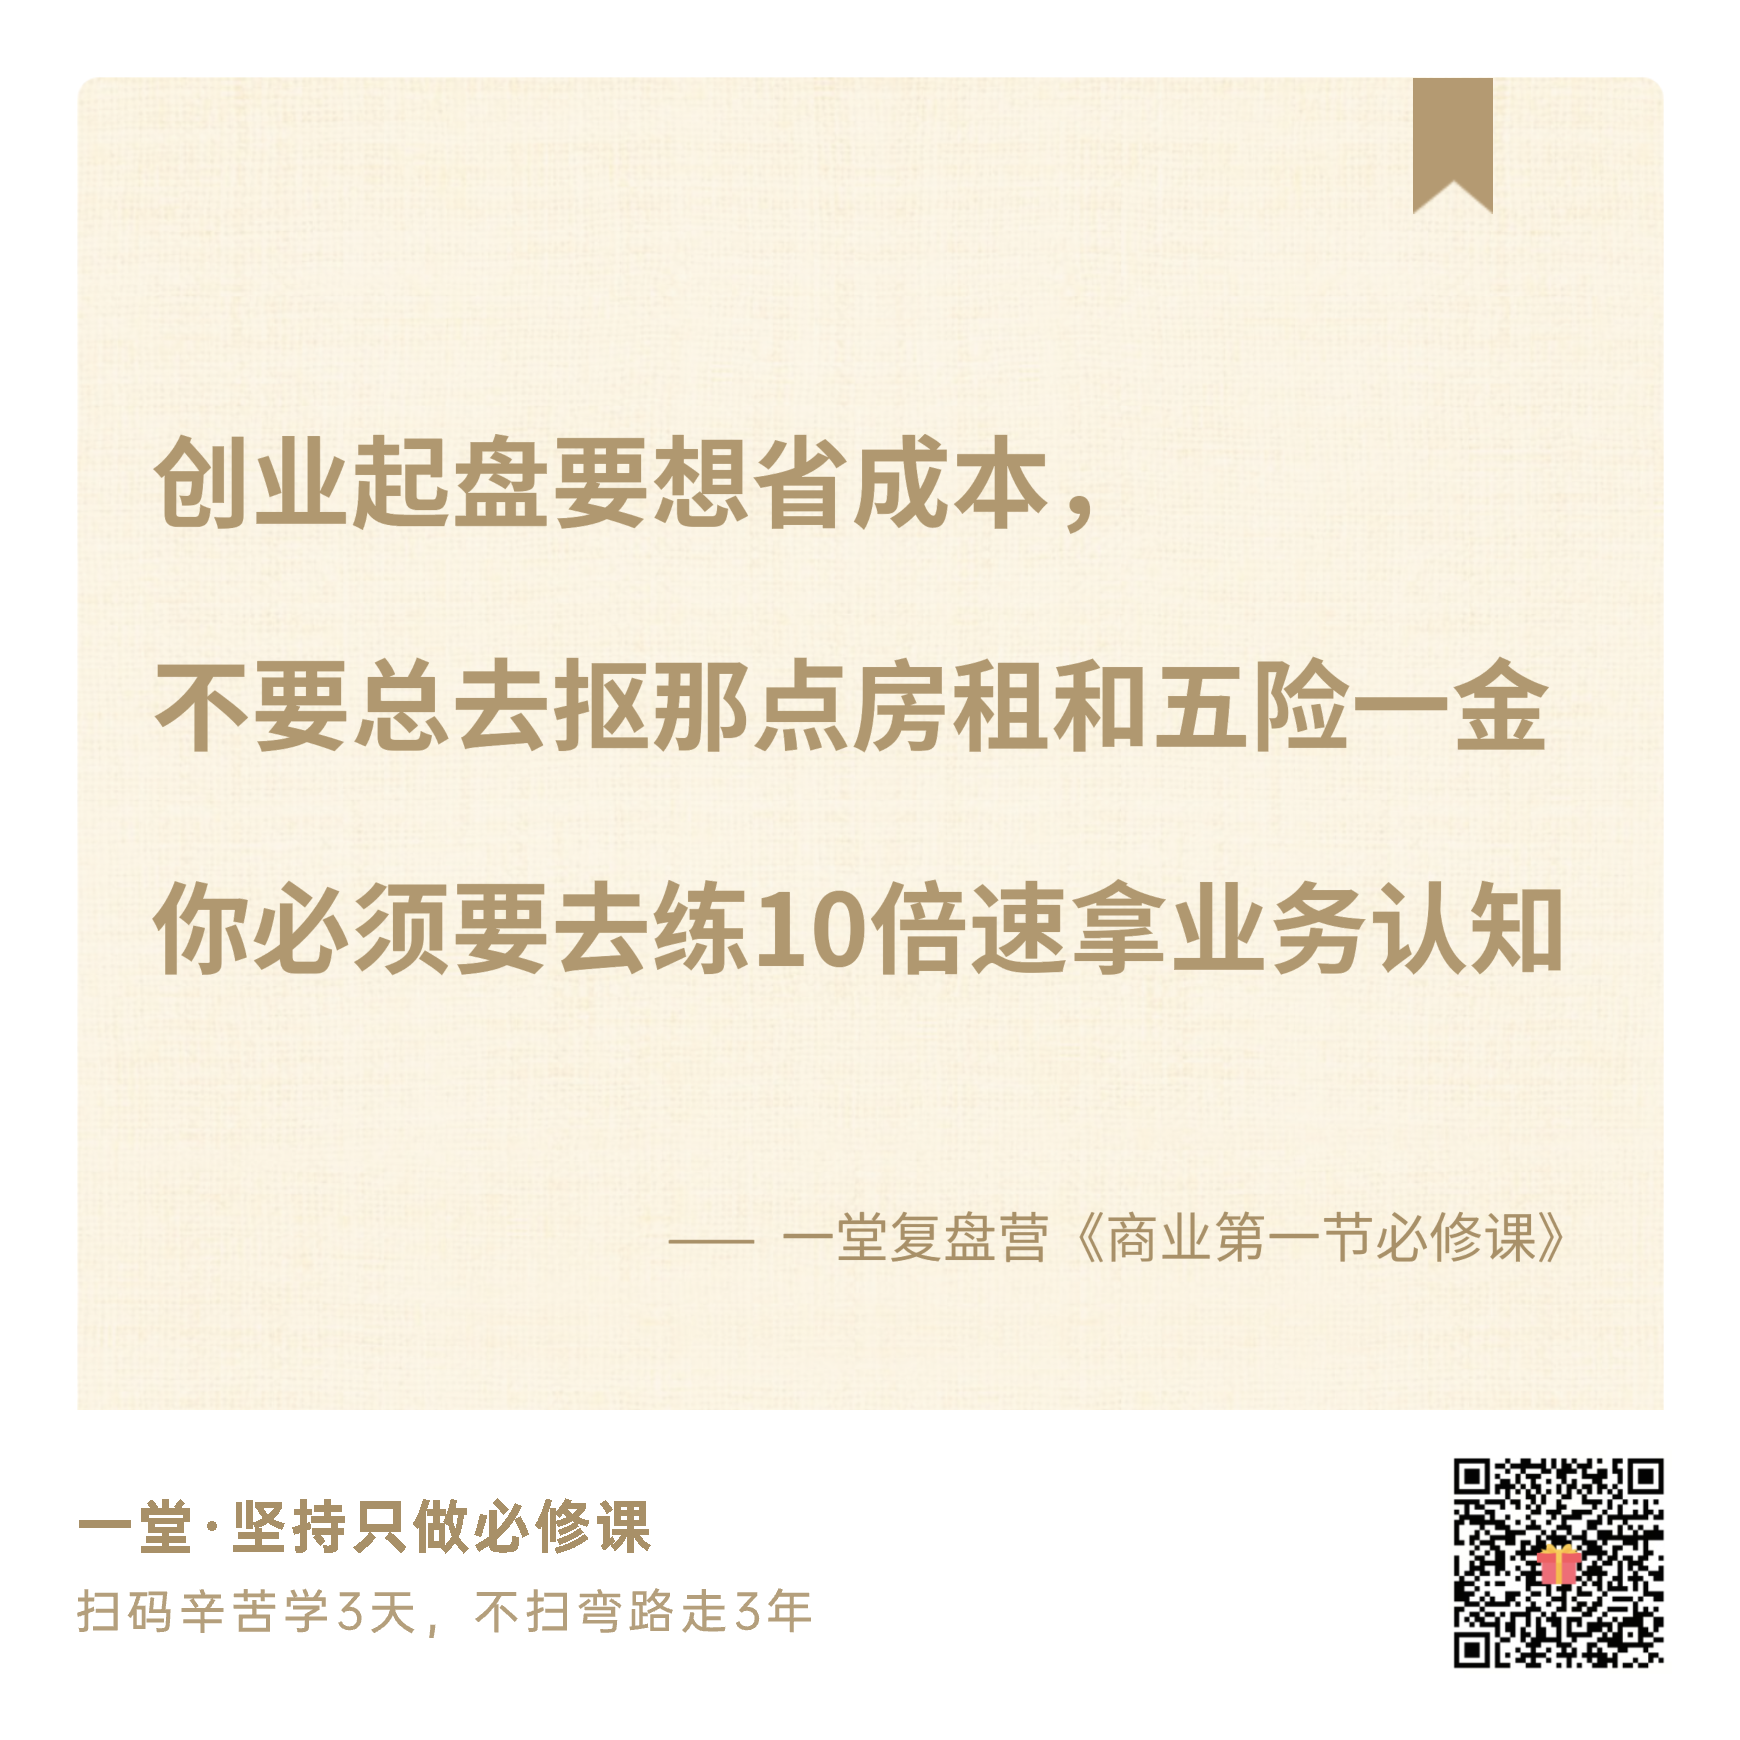 创业起盘要想省成本，
不要总去抠那点房租和五险一金
你必须要去练10倍速拿业务认知
—— 一堂复盘营《商业第一节必修课》
一堂·坚持只做必修课
扫码辛苦学3天，不扫弯路走3年